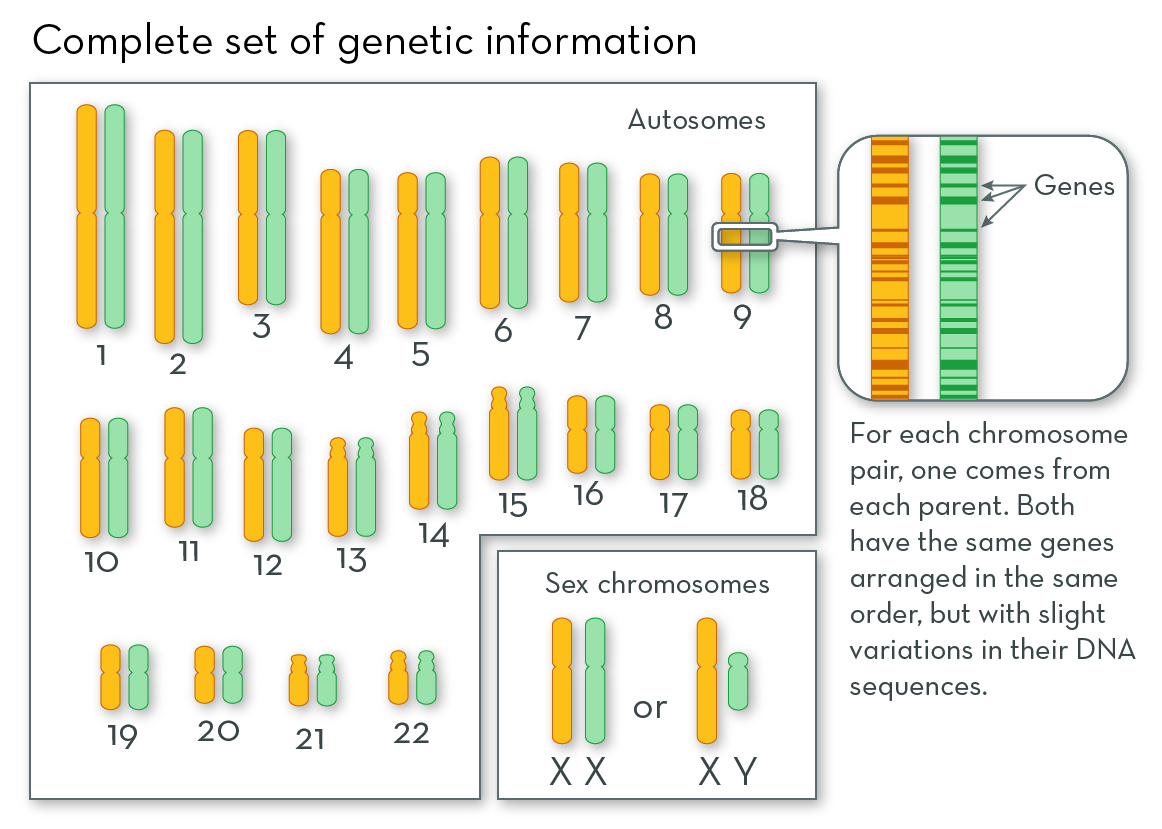 Complete set of genetic information
Autosomes
1
2
3
4
5
6
7
8
9
Genes
10
11
12
13
14
15
16
17
18
For each chromosome
pair, one comes from
each parent. Both
have the same genes
arranged in the same
order, but with slight
variations in their DNA
sequences.
19
20
21
22
Sex chromosomes
or
X X
X Y